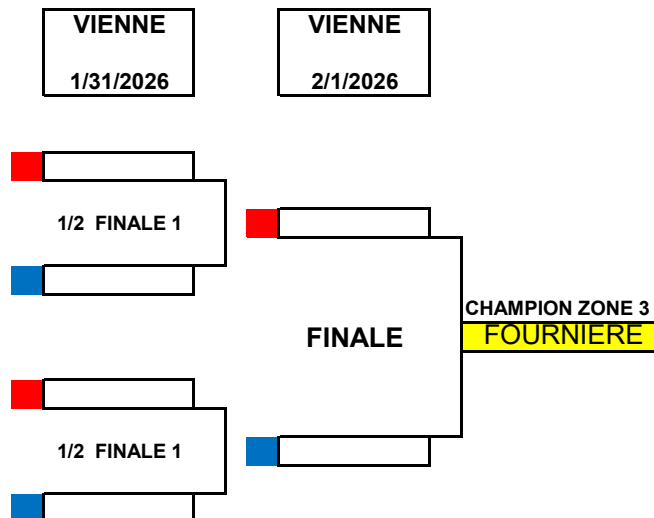 VIENNE
1/31/2026
VIENNE
2/1/2026
1/2 FINALE 1
CHAMPION ZONE 3
FINALE
FOURNIERE
1/2 FINALE 1